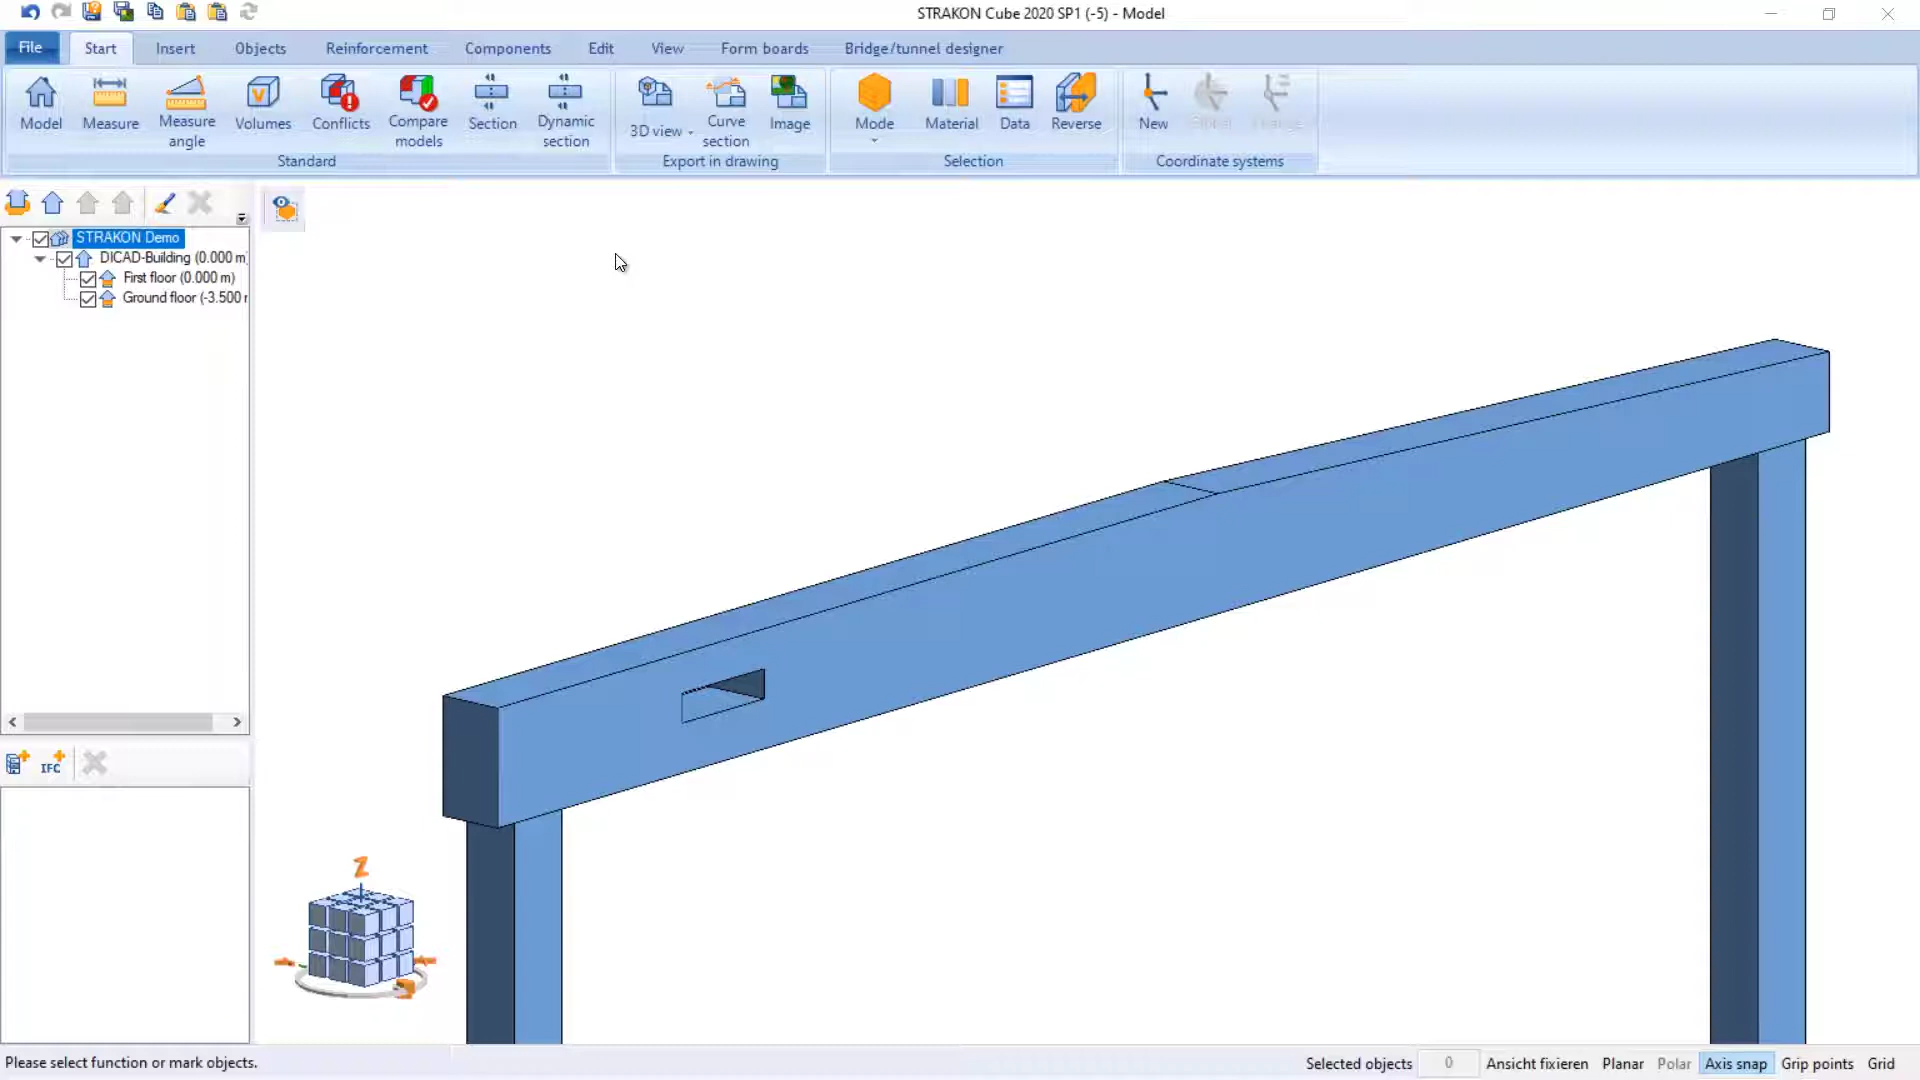 STRAKON Cube 2020 SP1 (-5) - Model
File Start Insert Objects Reinforcement Components Edit View Form boards Bridge/tunnel designer
Model Measure Measure angle Volumes Conflicts Compare models Section Dynamic section
Standard
3D view Curve section Image
Export in drawing
Mode Material Data Reverse
Selection
New
Coordinate systems
STRAKON Demo
DICAD-Building (0.000 m
First floor (0.000 m)
Ground floor (-3.500
IFC
Z
Please select function or mark objects.
Selected objects 0 Ansicht fixieren Planar Polar Axis snap Grip points Grid